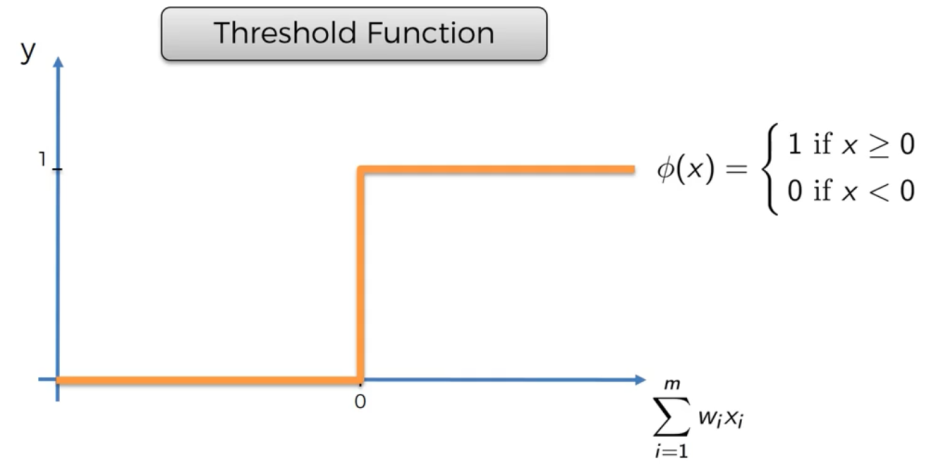 Threshold Function
y
1
ϕ(x) = { 1 if x ≥ 0
0 if x < 0
0
m
∑ wᵢxᵢ
i=1